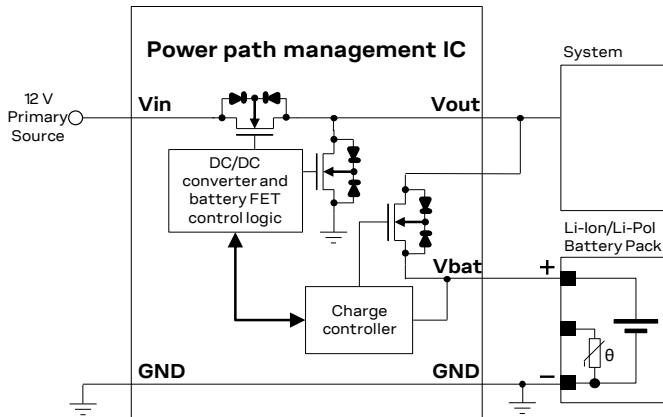 Power path management IC
System
12 V
Primary
Source
Vin
Vout
DC/DC
converter and
battery FET
control logic
Li-Ion/Li-Pol
Battery Pack
Vbat
+
Charge
controller
θ
GND
GND
−